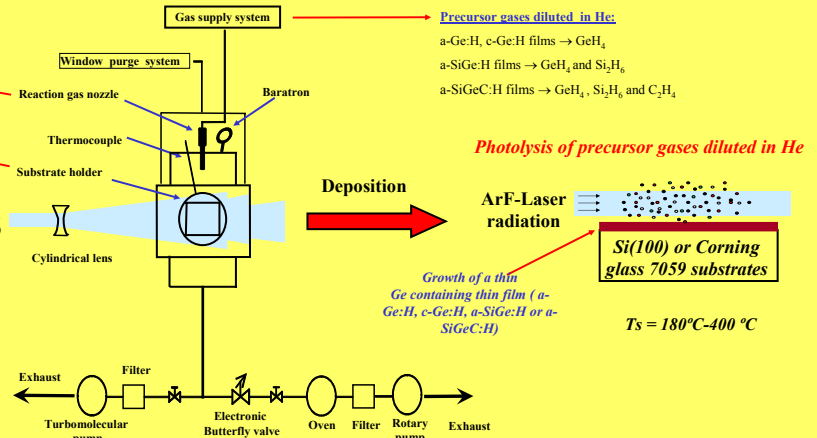 Gas supply system
Precursor gases diluted in He:
a-Ge:H, c-Ge:H films → GeH₄
a-SiGe:H films → GeH₄ and Si₂H₆
a-SiGeC:H films → GeH₄ , Si₂H₆ and C₂H₄
Window purge system
Reaction gas nozzle
Baratron
Thermocouple
Substrate holder
Cylindrical lens
Deposition
Photolysis of precursor gases diluted in He
ArF-Laser
radiation
Si(100) or Corning
glass 7059 substrates
Growth of a thin
Ge containing thin film ( a-
Ge:H, c-Ge:H, a-SiGe:H or a-
SiGeC:H)
Ts = 180ºC-400 ºC
Exhaust
Filter
Turbomolecular
pump
Electronic
Butterfly valve
Oven
Filter
Rotary
pump
Exhaust